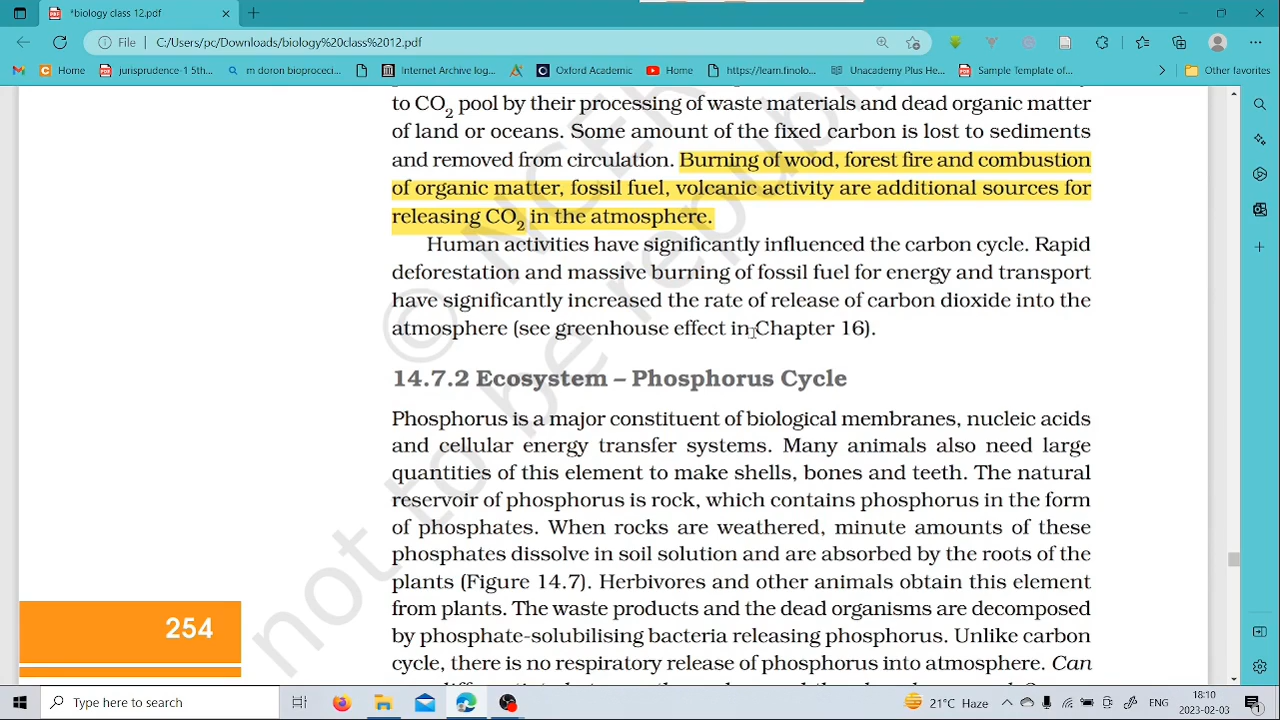 *biology class 12.pdf
File
C:/Users/pc/Downloads/biology%20class%2012.pdf
Home
jurisprudence-1 5th...
m doron bioproceci...
Internet Archive log...
Oxford Academic
Home
https://learn.finolo...
Unacademy Plus He...
Sample Template of...
Other favorites
to CO2 pool by their processing of waste materials and dead organic matter
of land or oceans. Some amount of the fixed carbon is lost to sediments
and removed from circulation. Burning of wood, forest fire and combustion
of organic matter, fossil fuel, volcanic activity are additional sources for
releasing CO2 in the atmosphere.
Human activities have significantly influenced the carbon cycle. Rapid
deforestation and massive burning of fossil fuel for energy and transport
have significantly increased the rate of release of carbon dioxide into the
atmosphere (see greenhouse effect in Chapter 16).
14.7.2 Ecosystem – Phosphorus Cycle
Phosphorus is a major constituent of biological membranes, nucleic acids
and cellular energy transfer systems. Many animals also need large
quantities of this element to make shells, bones and teeth. The natural
reservoir of phosphorus is rock, which contains phosphorus in the form
of phosphates. When rocks are weathered, minute amounts of these
phosphates dissolve in soil solution and are absorbed by the roots of the
plants (Figure 14.7). Herbivores and other animals obtain this element
from plants. The waste products and the dead organisms are decomposed
by phosphate-solubilising bacteria releasing phosphorus. Unlike carbon
cycle, there is no respiratory release of phosphorus into atmosphere. Can
254
© NCER
not to be republi
Type here to search
21°C Haze
ENG
18:10
2023-02-03